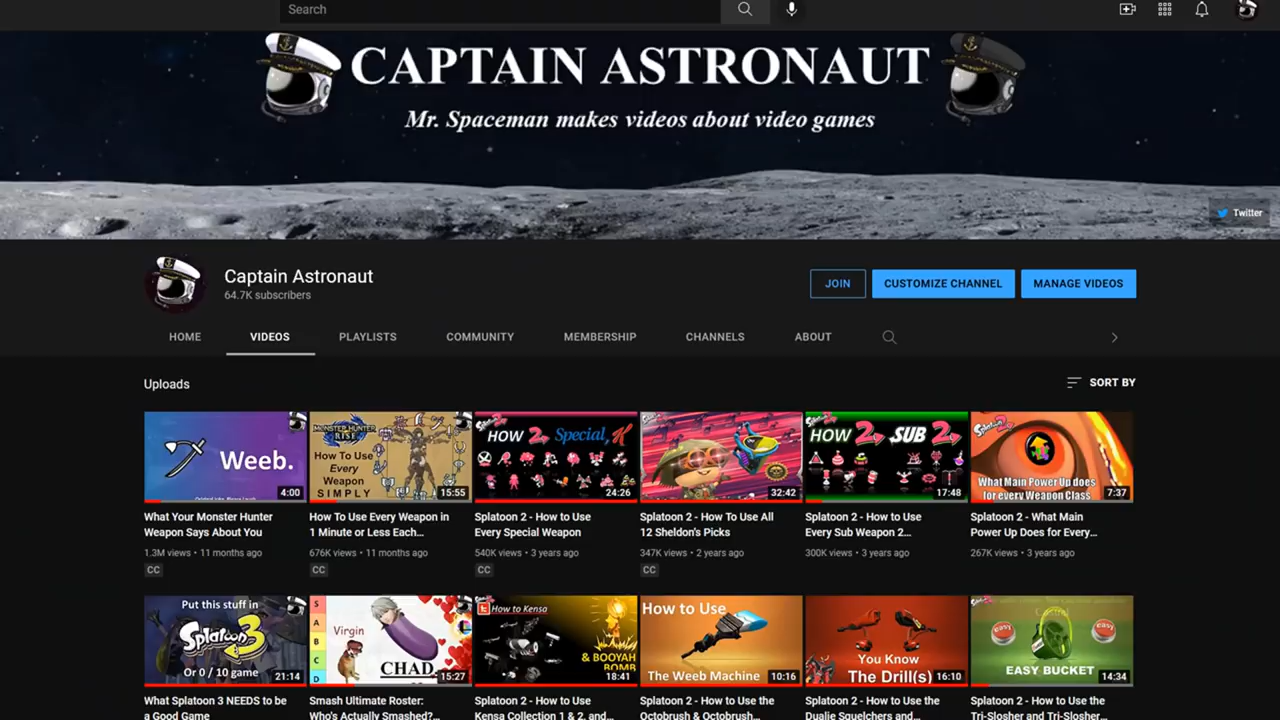 Search
CAPTAIN ASTRONAUT
Mr. Spaceman makes videos about video games
Twitter
Captain Astronaut
64.7K subscribers
JOIN
CUSTOMIZE CHANNEL
MANAGE VIDEOS
HOME
VIDEOS
PLAYLISTS
COMMUNITY
MEMBERSHIP
CHANNELS
ABOUT
Uploads
SORT BY
Weeb.
4:00
What Your Monster Hunter
Weapon Says About You
1.3M views • 11 months ago
CC
MONSTER HUNTER
RISE
How To Use
Every
Weapon
SIMPLY
15:55
How To Use Every Weapon in
1 Minute or Less Each...
676K views • 11 months ago
CC
HOW 2 Special K
24:26
Splatoon 2 - How to Use
Every Special Weapon
540K views • 3 years ago
CC
32:42
Splatoon 2 - How To Use All
12 Sheldon's Picks
347K views • 2 years ago
CC
HOW 2 SUB 2
17:48
Splatoon 2 - How to Use
Every Sub Weapon 2...
300K views • 3 years ago
What Main Power Up does
for every Weapon Class
7:37
Splatoon 2 - What Main
Power Up Does for Every...
267K views • 3 years ago
Put this stuff in
Splatoon 3
Or 0 / 10 game
21:14
What Splatoon 3 NEEDS to be
a Good Game
S
A
B
C
D
Virgin
CHAD
15:27
Smash Ultimate Roster:
Who's Actually Smashed?...
How to Kensa
& BOOYAH
BOMB
18:41
Splatoon 2 - How to Use
Kensa Collection 1 & 2, and...
How to Use
The Weeb Machine
10:16
Splatoon 2 - How to Use the
Octobrush & Octobrush...
You Know
The Drill(s)
16:10
Splatoon 2 - How to Use the
Dualie Squelchers and...
easy
easy
EASY BUCKET
14:34
Splatoon 2 - How to Use the
Tri-Slosher and Tri-Slosher...